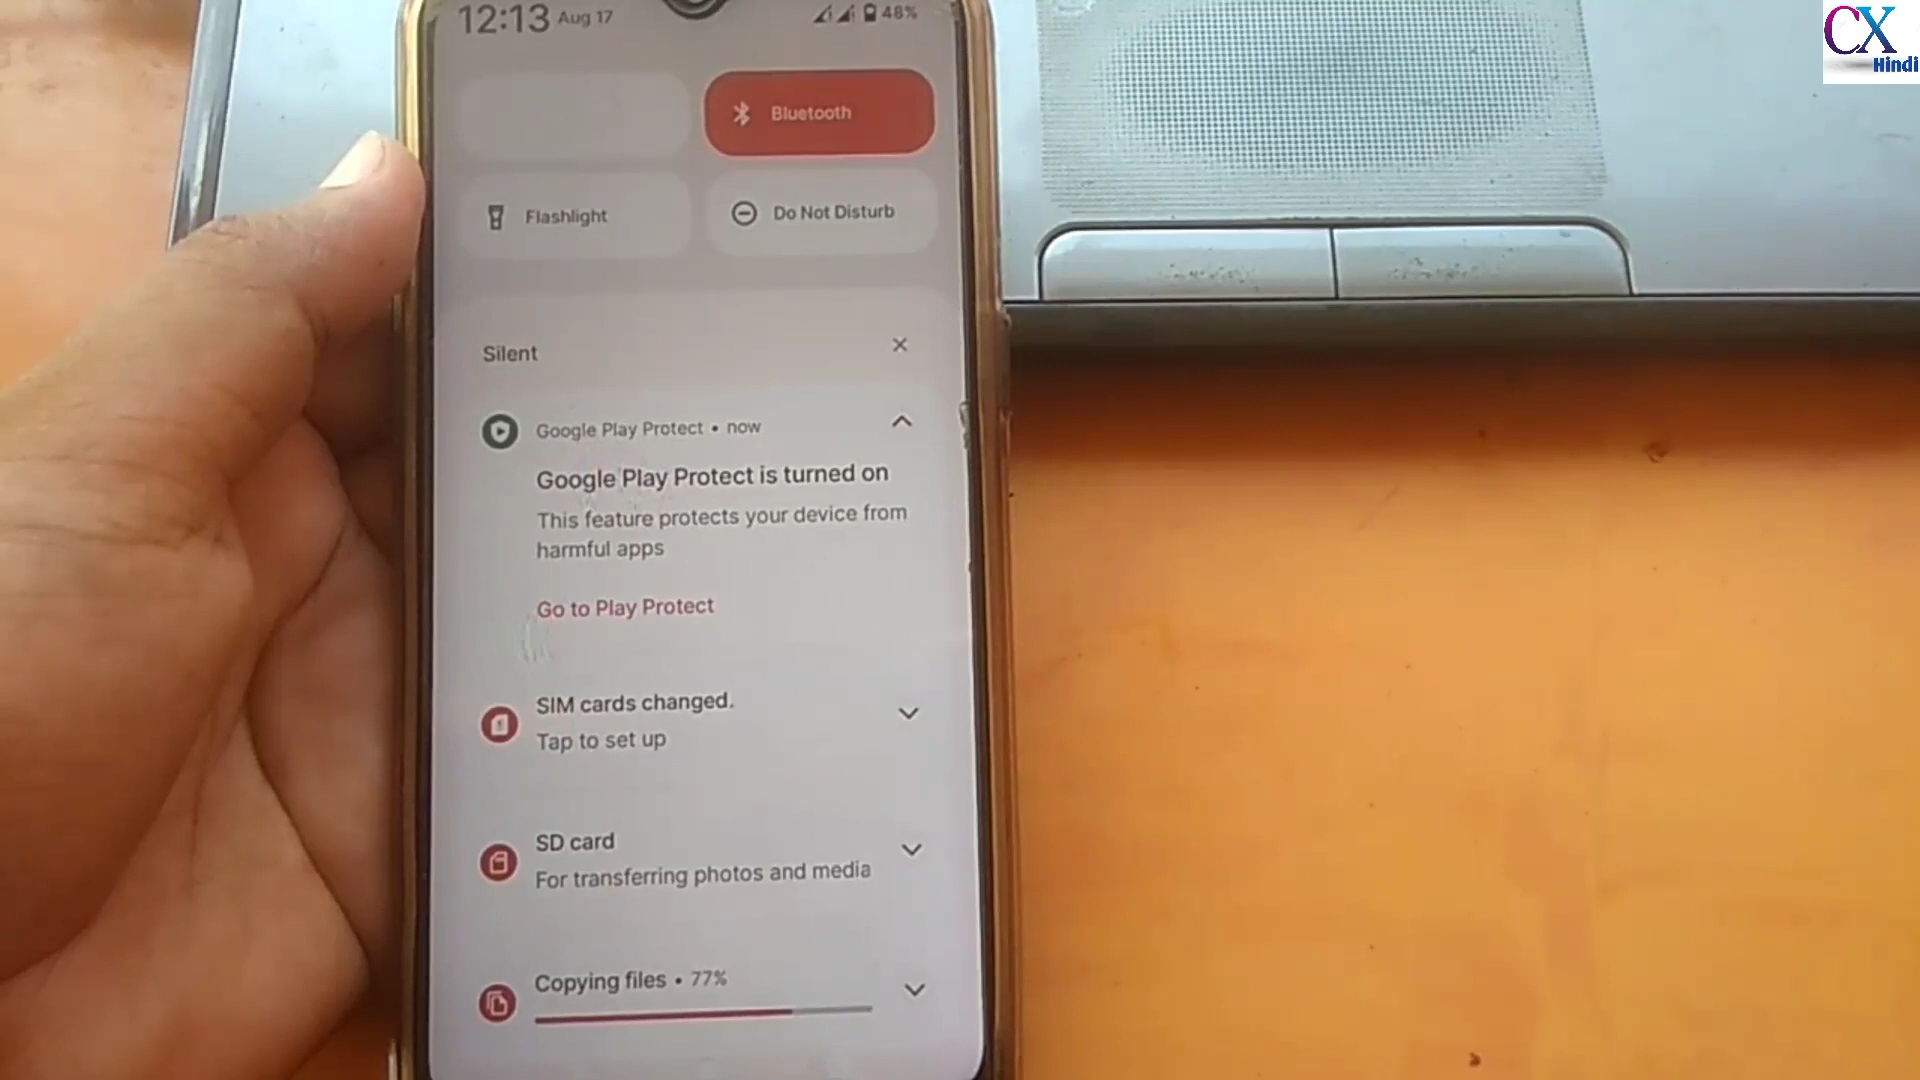 12:13 Aug 17
48%
CX
Hindi
Bluetooth
Flashlight
Do Not Disturb
Silent
Google Play Protect • now
Google Play Protect is turned on
This feature protects your device from
harmful apps
Go to Play Protect
SIM cards changed.
Tap to set up
SD card
For transferring photos and media
Copying files • 77%